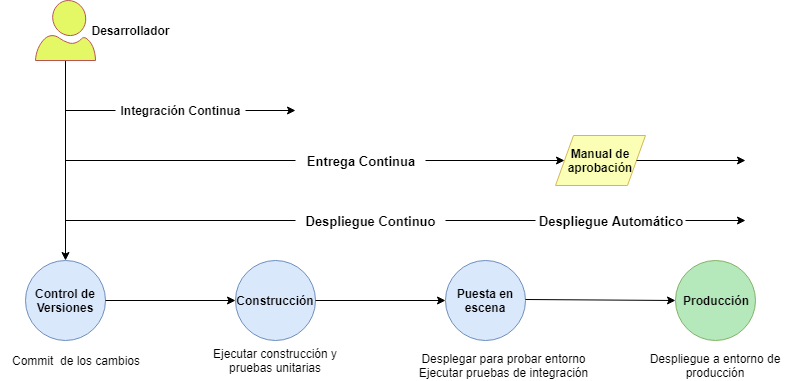 Desarrollador
Integración Continua
Entrega Continua
Manual de
aprobación
Despliegue Continuo
Despliegue Automático
Control de
Versiones
Construcción
Puesta en
escena
Producción
Commit de los cambios
Ejecutar construcción y
pruebas unitarias
Desplegar para probar entorno
Ejecutar pruebas de integración
Despliegue a entorno de
producción